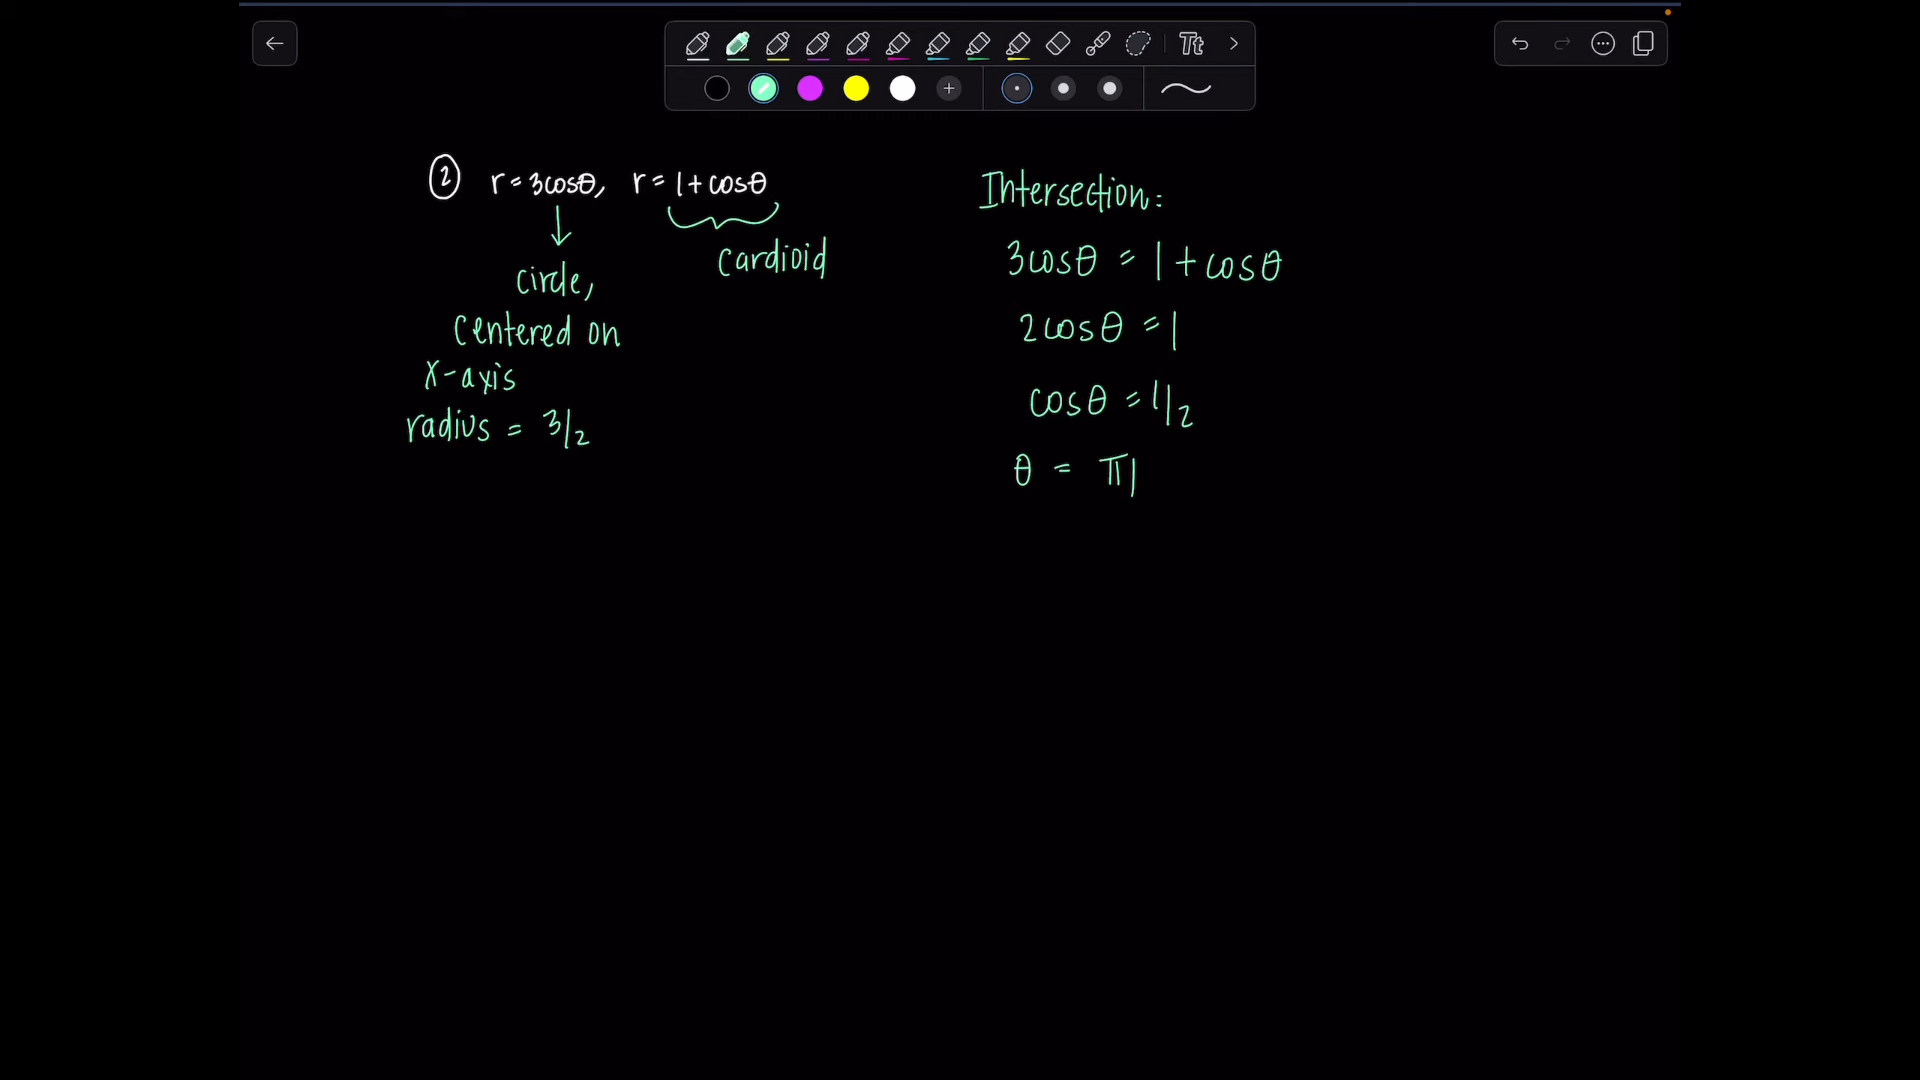 ② r = 3cosθ, r = 1 + cosθ
circle,
centered on
x-axis
radius = 3/2
cardioid
Intersection:
3cosθ = 1 + cosθ
2cosθ = 1
cosθ = 1/2
θ = π/
Tt